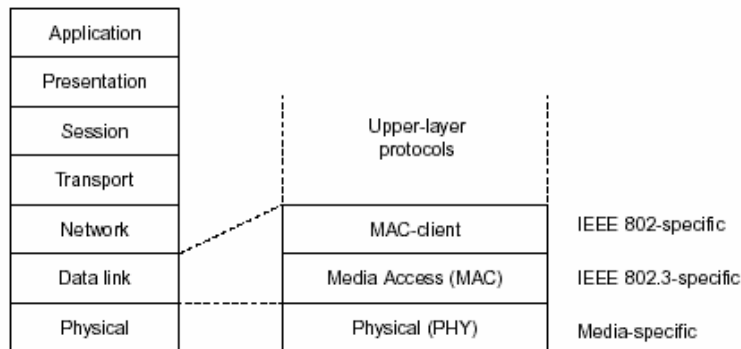 Application
Presentation
Session
Transport
Network
Data link
Physical
Upper-layer
protocols
MAC-client
Media Access (MAC)
Physical (PHY)
IEEE 802-specific
IEEE 802.3-specific
Media-specific